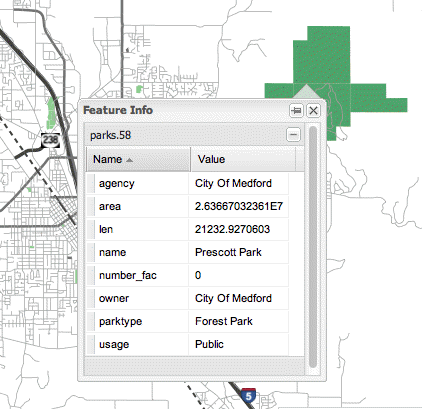 238
Feature Info
parks.58
Name Value
agency City Of Medford
area 2.63667032361E7
len 21232.9270603
name Prescott Park
number_fac 0
owner City Of Medford
parktype Forest Park
usage Public
5